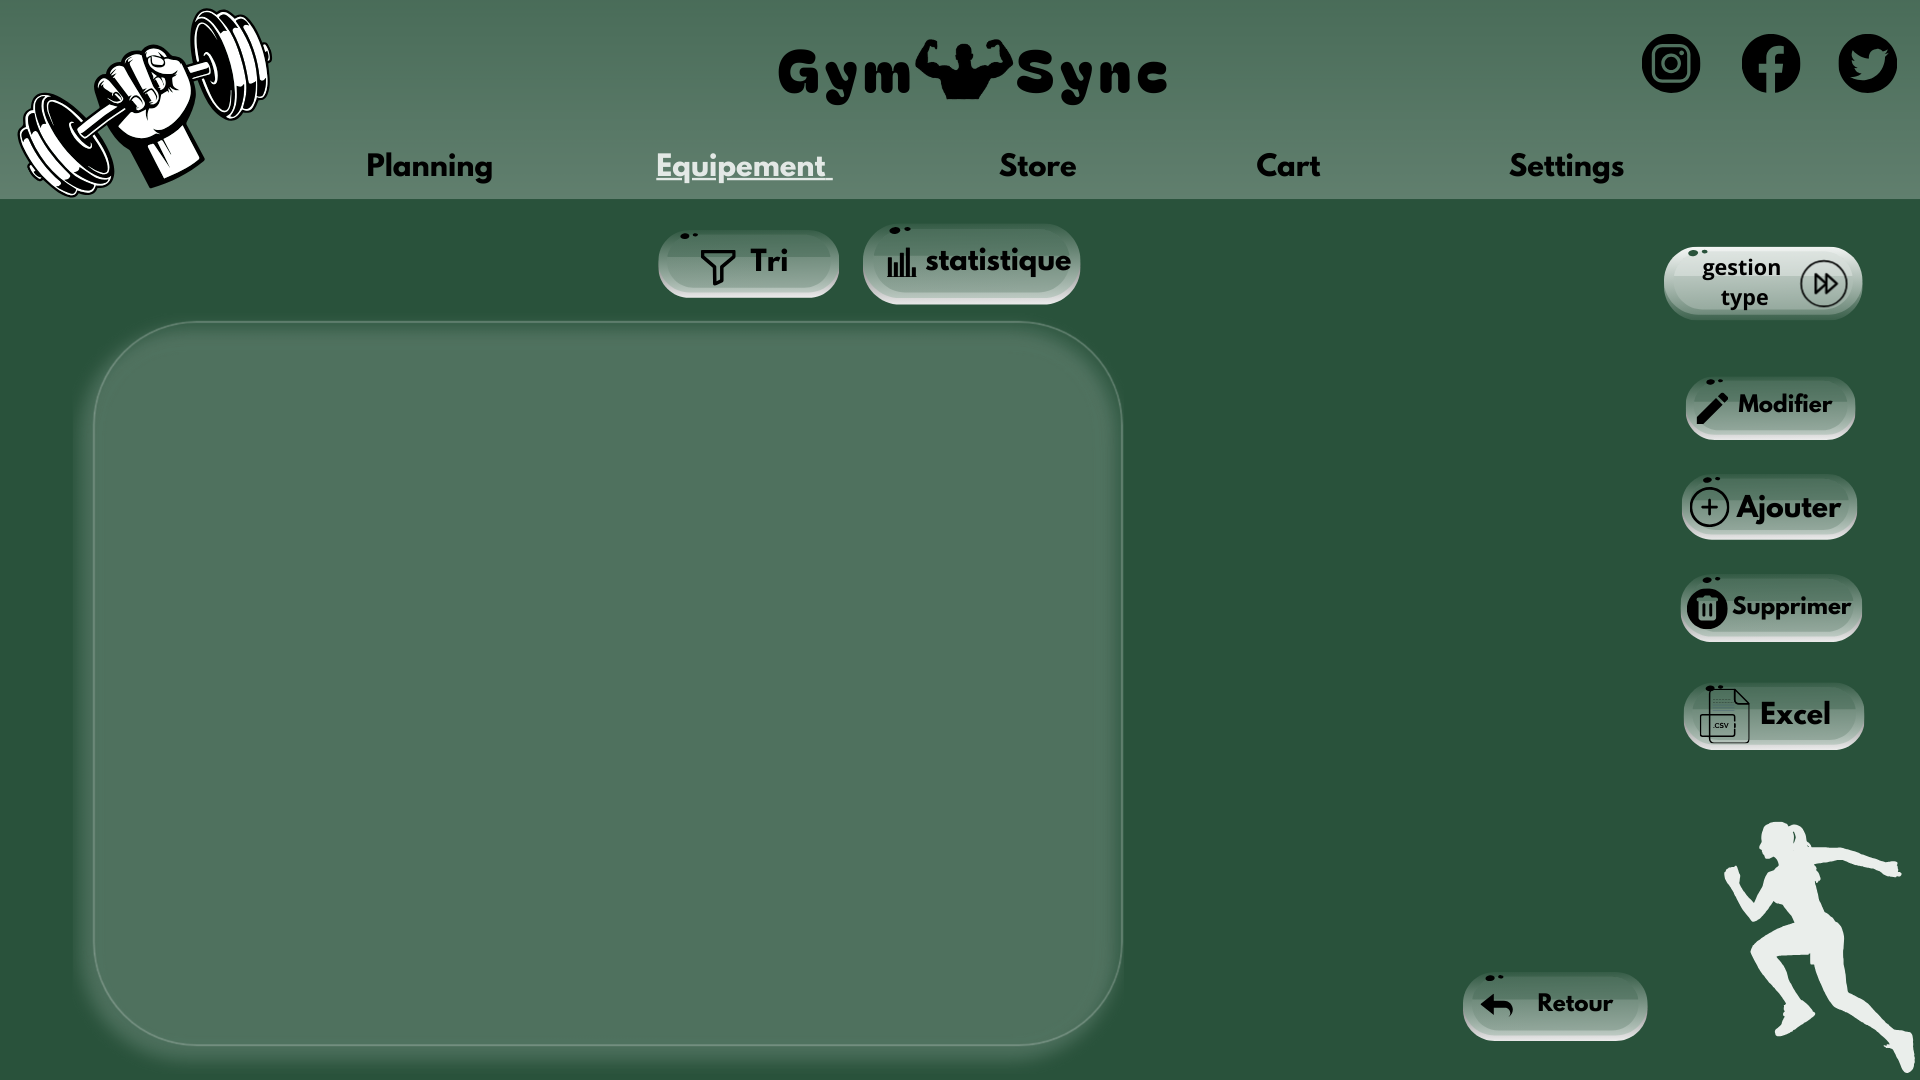 Gym Sync
Planning Equipement Store Cart Settings
Tri statistique
gestion
type
Modifier
Ajouter
Supprimer
.CSV
Excel
Retour